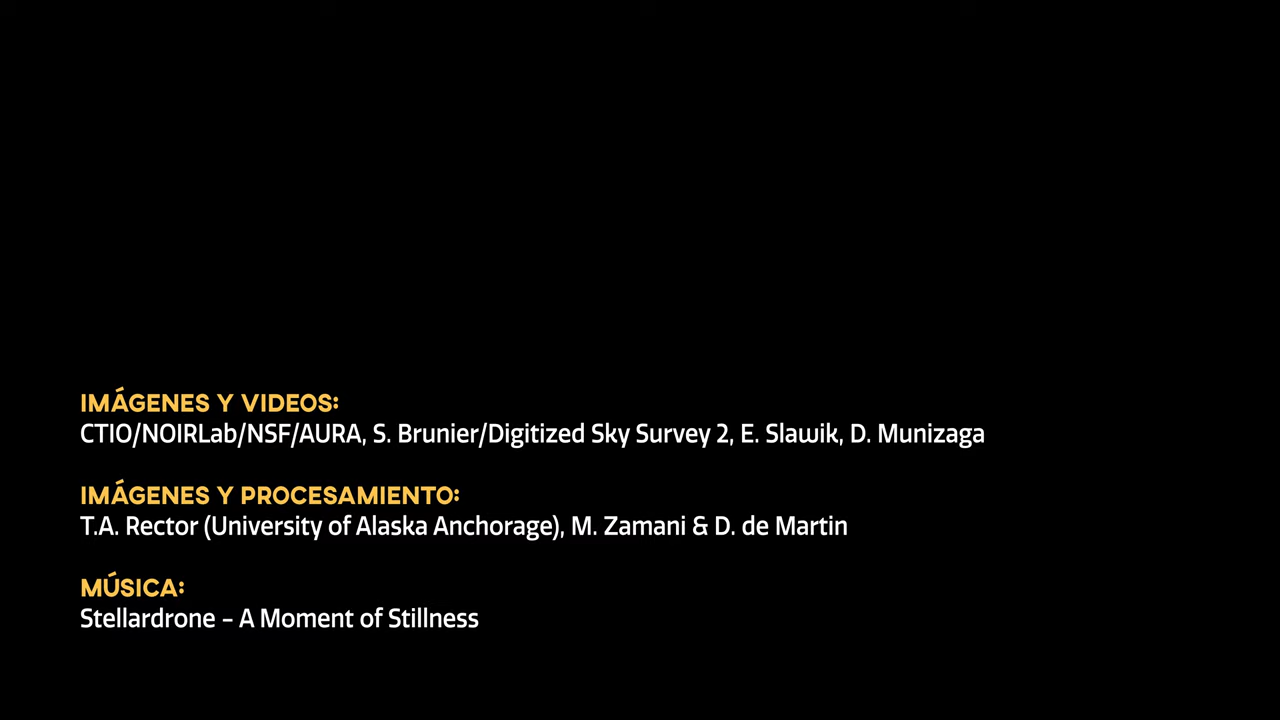 IMÁGENES Y VIDEOS:
CTIO/NOIRLab/NSF/AURA, S. Brunier/Digitized Sky Survey 2, E. Slawik, D. Munizaga
IMÁGENES Y PROCESAMIENTO:
T.A. Rector (University of Alaska Anchorage), M. Zamani & D. de Martin
MÚSICA:
Stellardrone – A Moment of Stillness